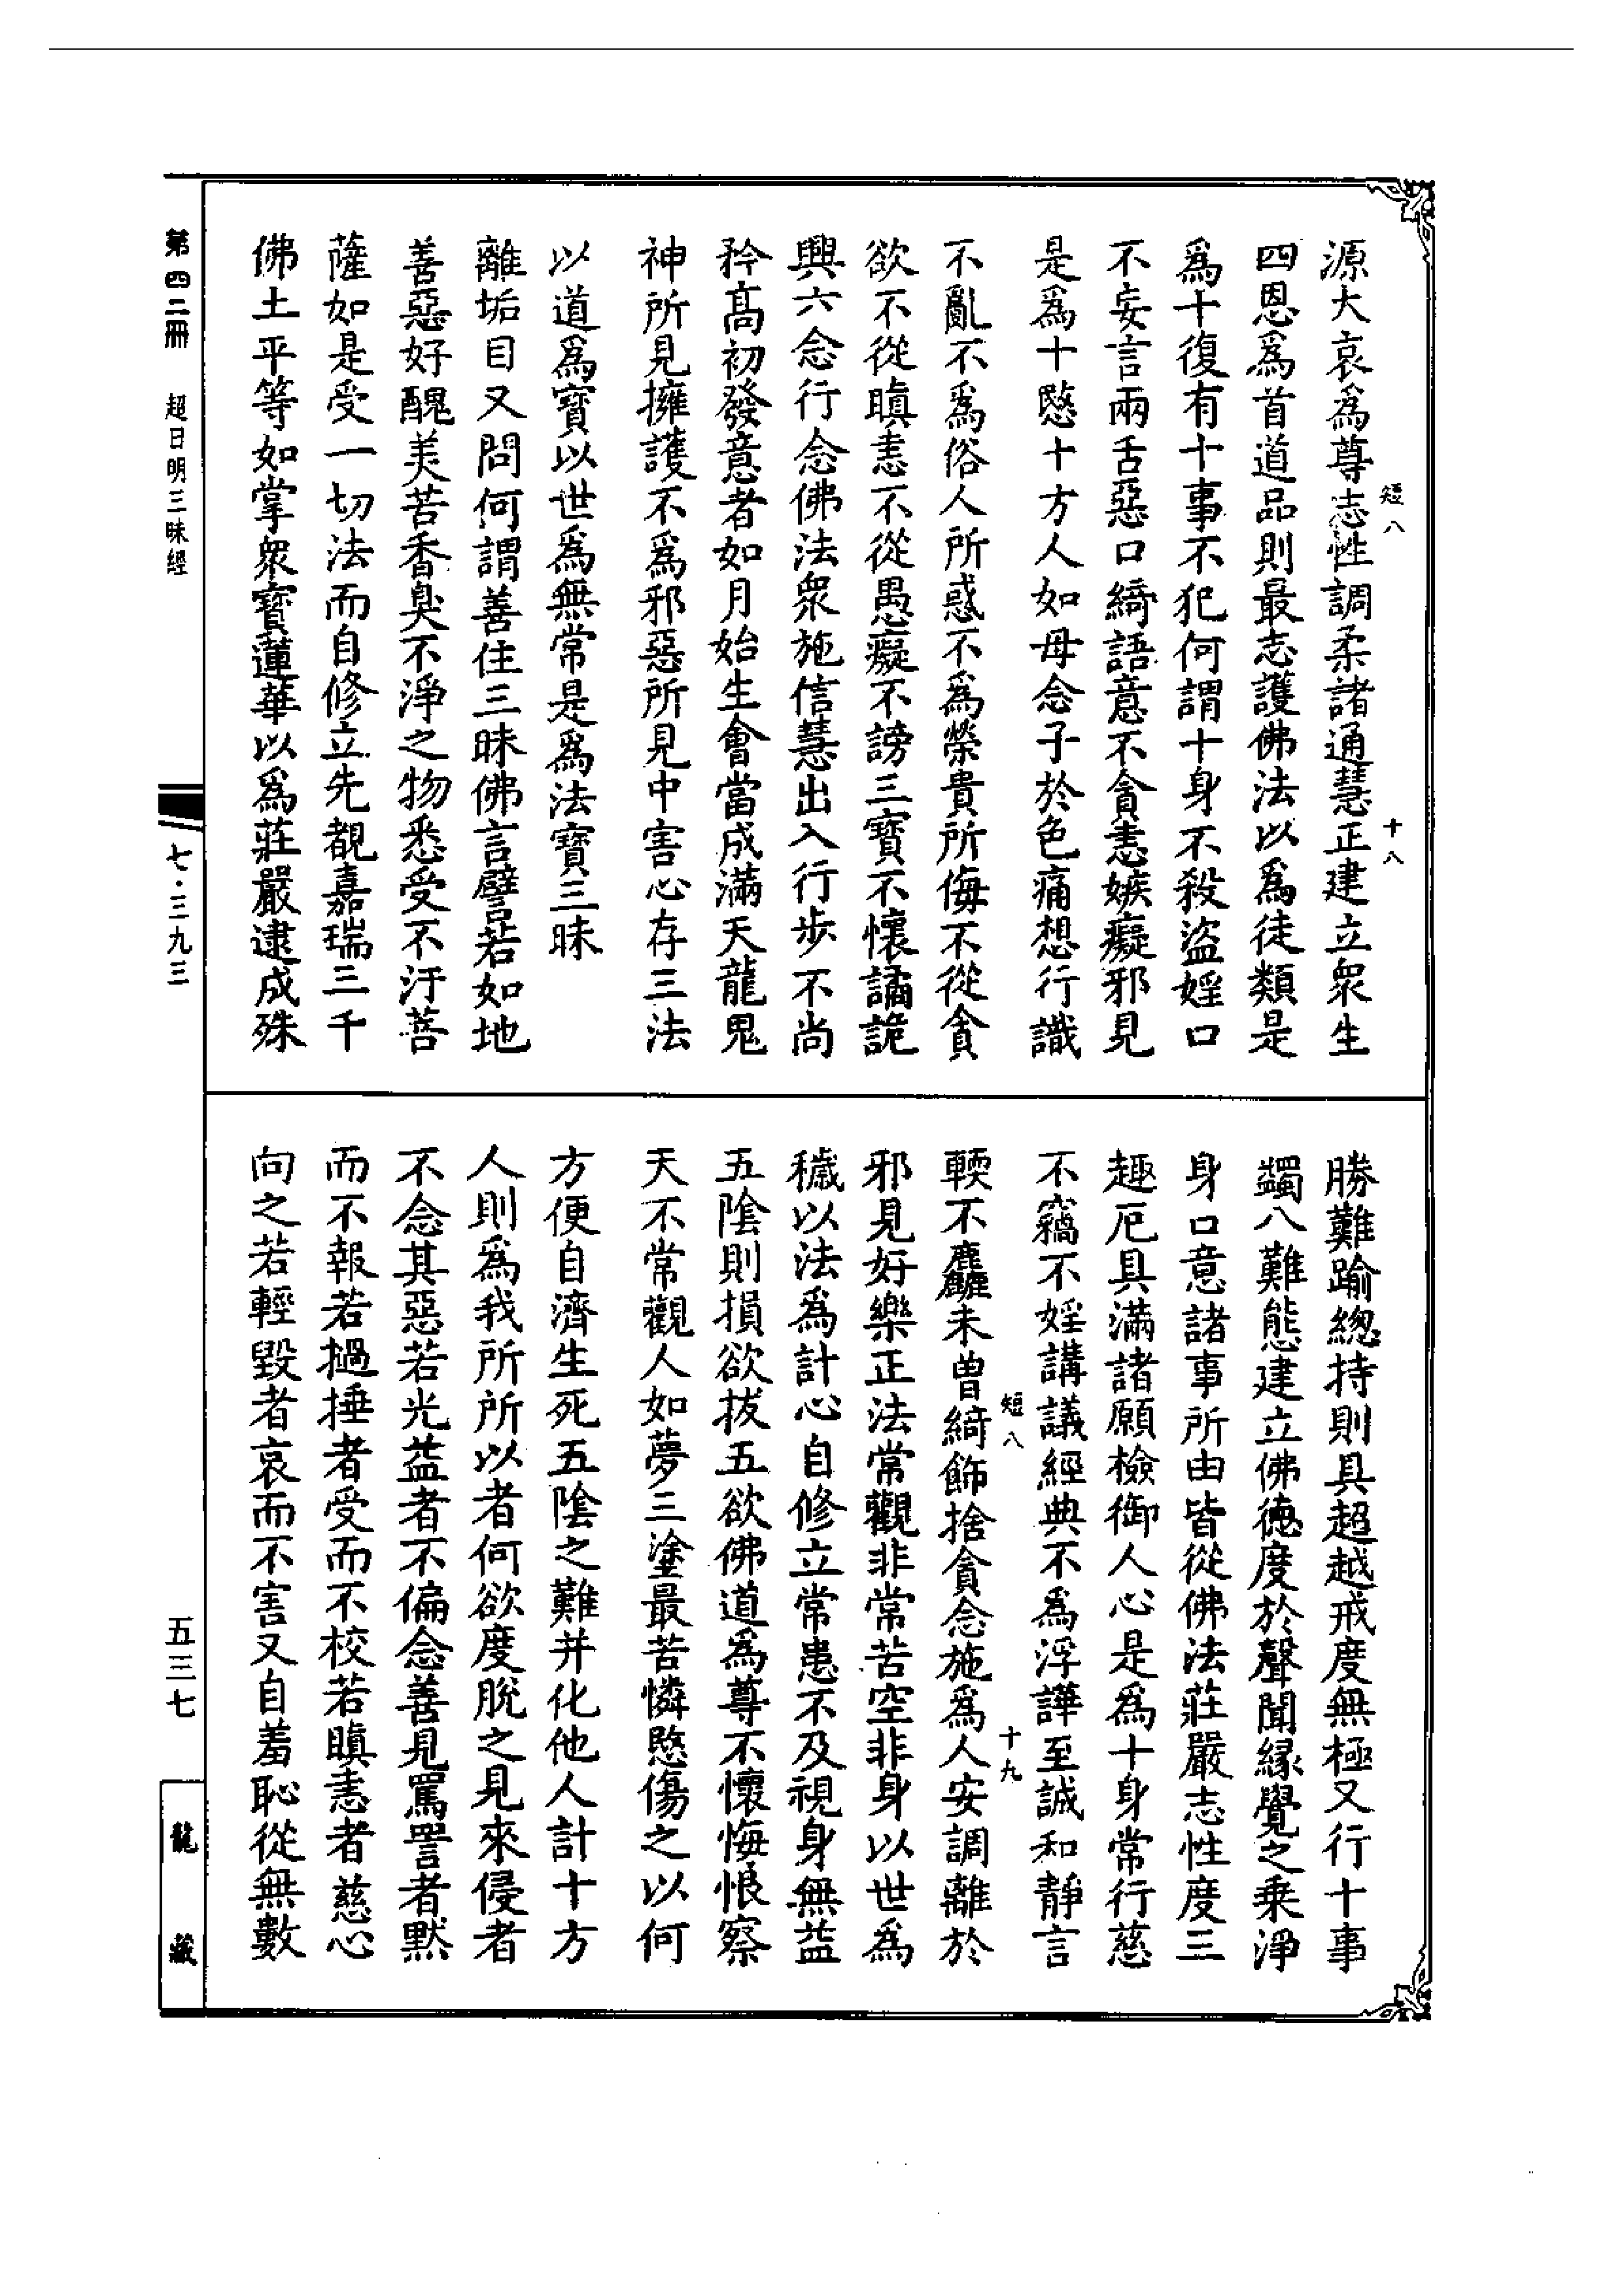 短八
十八
源大哀爲尊志性調柔諸通慧正建立衆生
四恩爲首道品則最志護佛法以爲徒類是
爲十復有十事不犯何謂十身不殺盜婬口
不妄言兩舌惡口綺語意不貪恚嫉癡邪見
是爲十愍十方人如母念子於色痛想行識
不亂不爲俗人所惑不爲榮貴所侮不從貪
欲不從瞋恚不從愚癡不謗三寶不懷譎詭
興六念行念佛法衆施信慧出入行步不尚
矜高初發意者如月始生會當成滿天龍鬼
神所見擁護不爲邪惡所見中害心存三法
以道爲寶以世爲無常是爲法寶三昧
離垢目又問何謂善住三昧佛言譬若如地
善惡好醜美苦香臭不淨之物悉受不汙菩
薩如是受一切法而自修立先覩嘉瑞三千
佛土平等如掌衆寶蓮華以爲莊嚴逮成殊
勝難踰總持則具超越戒度無極又行十事
蠲八難能建立佛德度於聲聞緣覺之乘淨
身口意諸事所由皆從佛法莊嚴志性度三
趣厄具滿諸願檢御人心是爲十身常行慈
不竊不婬講議經典不爲浮譁至誠和靜言
短八
十九
輭不麤未曾綺飾捨貪念施爲人安調離於
邪見好樂正法常觀非常苦空非身以世爲
穢以法爲計心自修立常患不及視身無益
五陰則損欲拔五欲佛道爲尊不懷悔恨察
天不常觀人如夢三塗最苦憐愍傷之以何
方便自濟生死五陰之難并化他人計十方
人則爲我所所以者何欲度脫之見來侵者
不念其惡若光益者不偏念善見罵詈者默
而不報若撾捶者受而不校若瞋恚者慈心
向之若輕毀者哀而不害又自羞恥從無數
第四二冊
超日明三昧經
七·三九三
五三七
龍藏